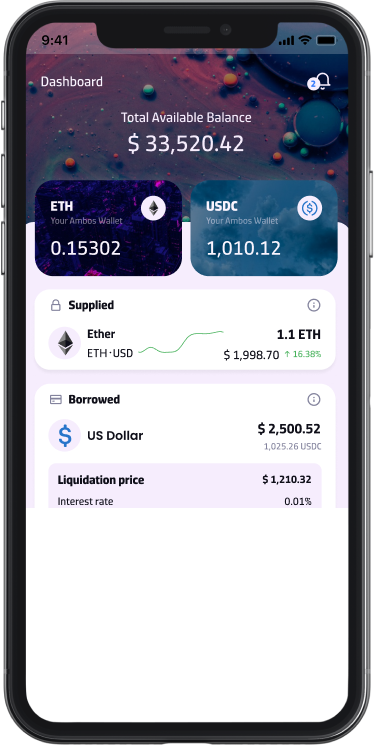 9:41
Dashboard
2
Total Available Balance
$ 33,520.42
ETH
Your Ambos Wallet
0.15302
USDC
Your Ambos Wallet
1,010.12
Supplied
Ether
1.1 ETH
ETH·USD
$ 1,998.70 ↑ 16.38%
Borrowed
US Dollar
$ 2,500.52
1,025.26 USDC
Liquidation price
$ 1,210.32
Interest rate
0.01%